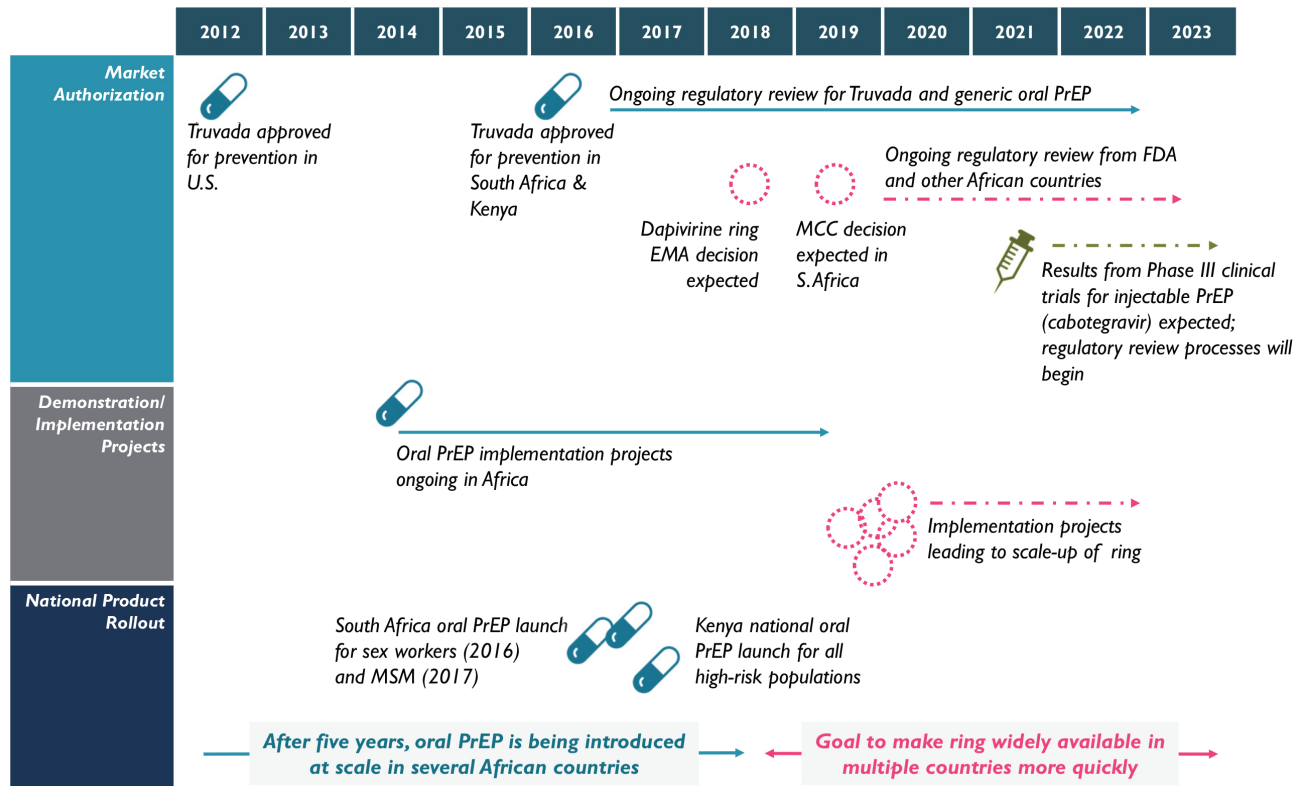 2012 2013 2014 2015 2016 2017 2018 2019 2020 2021 2022 2023
Market
Authorization
Truvada approved
for prevention in
U.S.
Truvada approved
for prevention in
South Africa &
Kenya
Ongoing regulatory review for Truvada and generic oral PrEP
Ongoing regulatory review from FDA
and other African countries
Dapivirine ring
EMA decision
expected
MCC decision
expected in
S. Africa
Results from Phase III clinical
trials for injectable PrEP
(cabotegravir) expected;
regulatory review processes will
begin
Demonstration/
Implementation
Projects
Oral PrEP implementation projects
ongoing in Africa
Implementation projects
leading to scale-up of ring
National Product
Rollout
South Africa oral PrEP launch
for sex workers (2016)
and MSM (2017)
Kenya national oral
PrEP launch for all
high-risk populations
After five years, oral PrEP is being introduced
at scale in several African countries
Goal to make ring widely available in
multiple countries more quickly